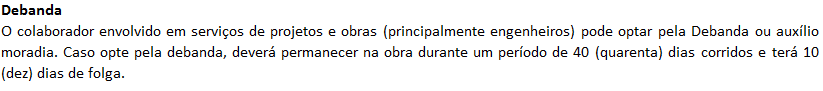 Debanda
O colaborador envolvido em serviços de projetos e obras (principalmente engenheiros) pode optar pela Debanda ou auxílio
moradia. Caso opte pela debanda, deverá permanecer na obra durante um período de 40 (quarenta) dias corridos e terá 10
(dez) dias de folga.